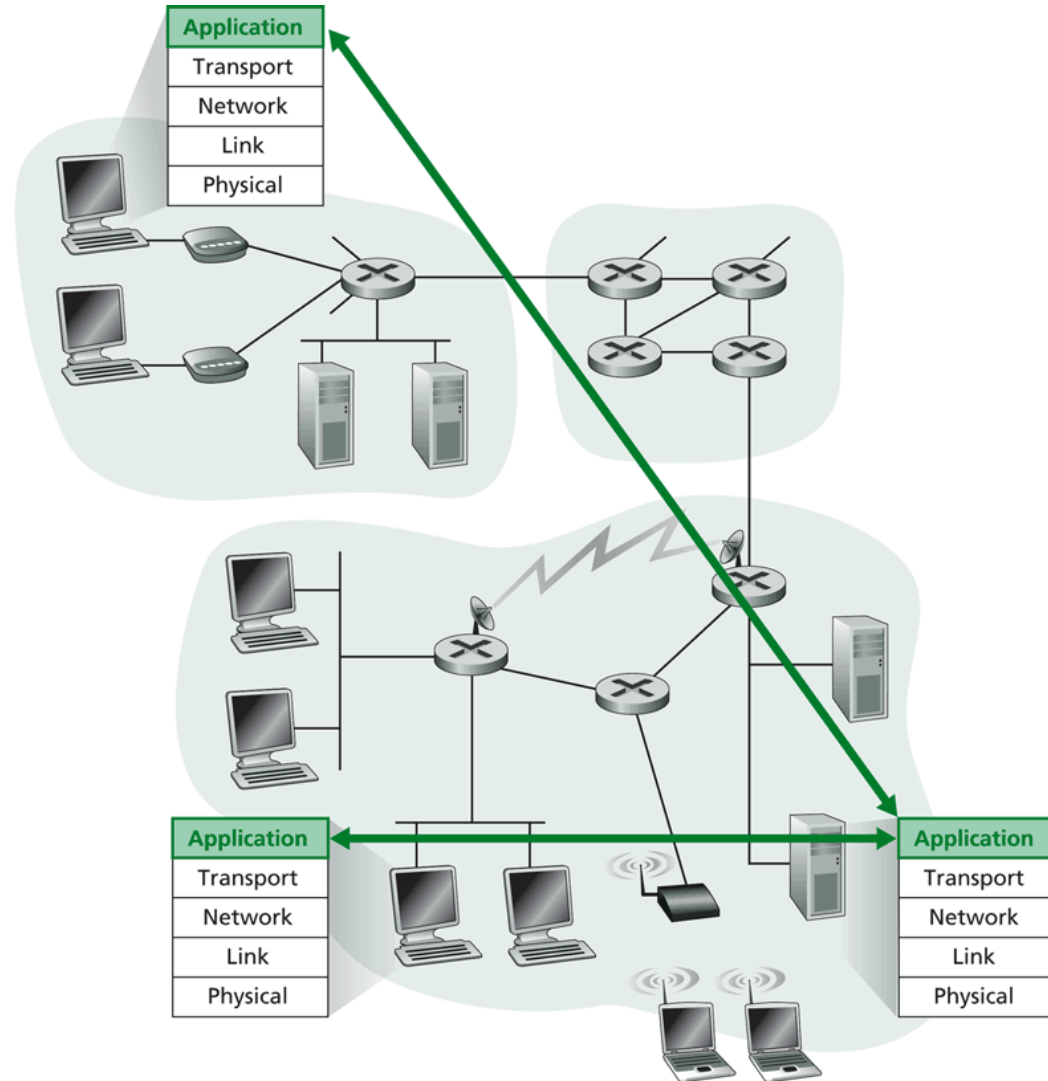 Application
Transport
Network
Link
Physical
Application
Transport
Network
Link
Physical
Application
Transport
Network
Link
Physical